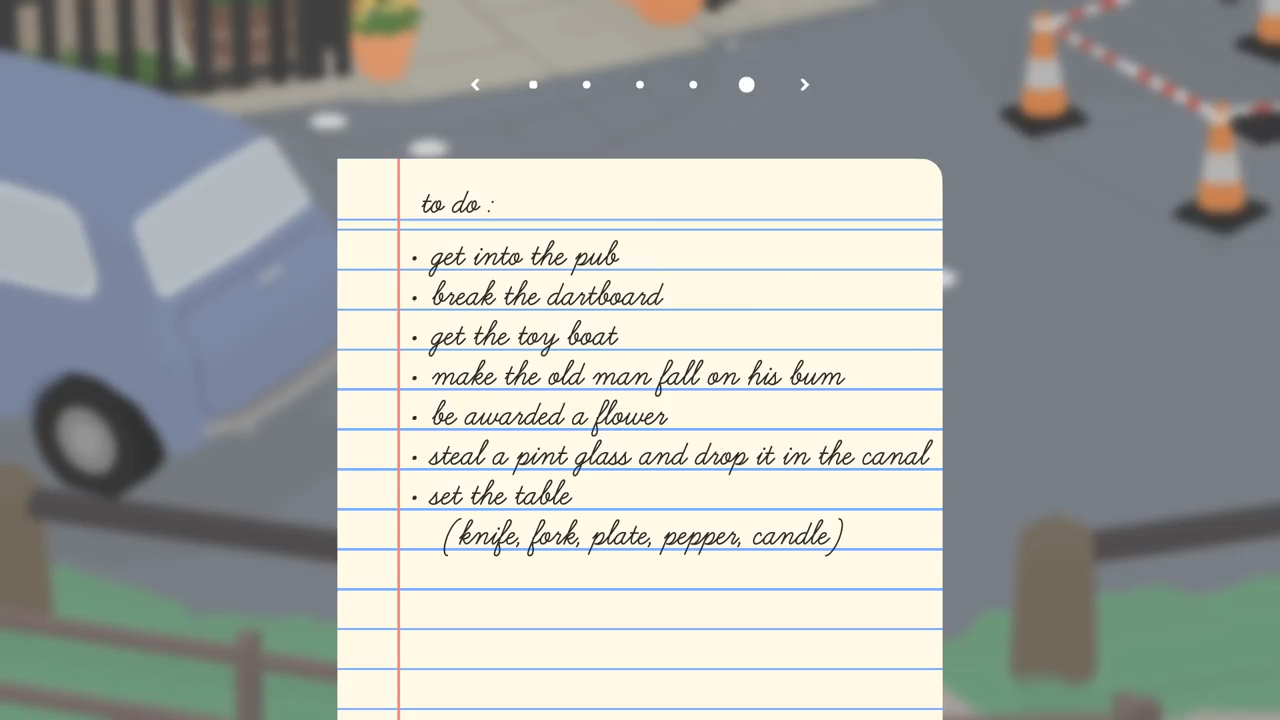 to do :
• get into the pub
• break the dartboard
• get the toy boat
• make the old man fall on his bum
• be awarded a flower
• steal a pint glass and drop it in the canal
• set the table
(knife, fork, plate, pepper, candle)